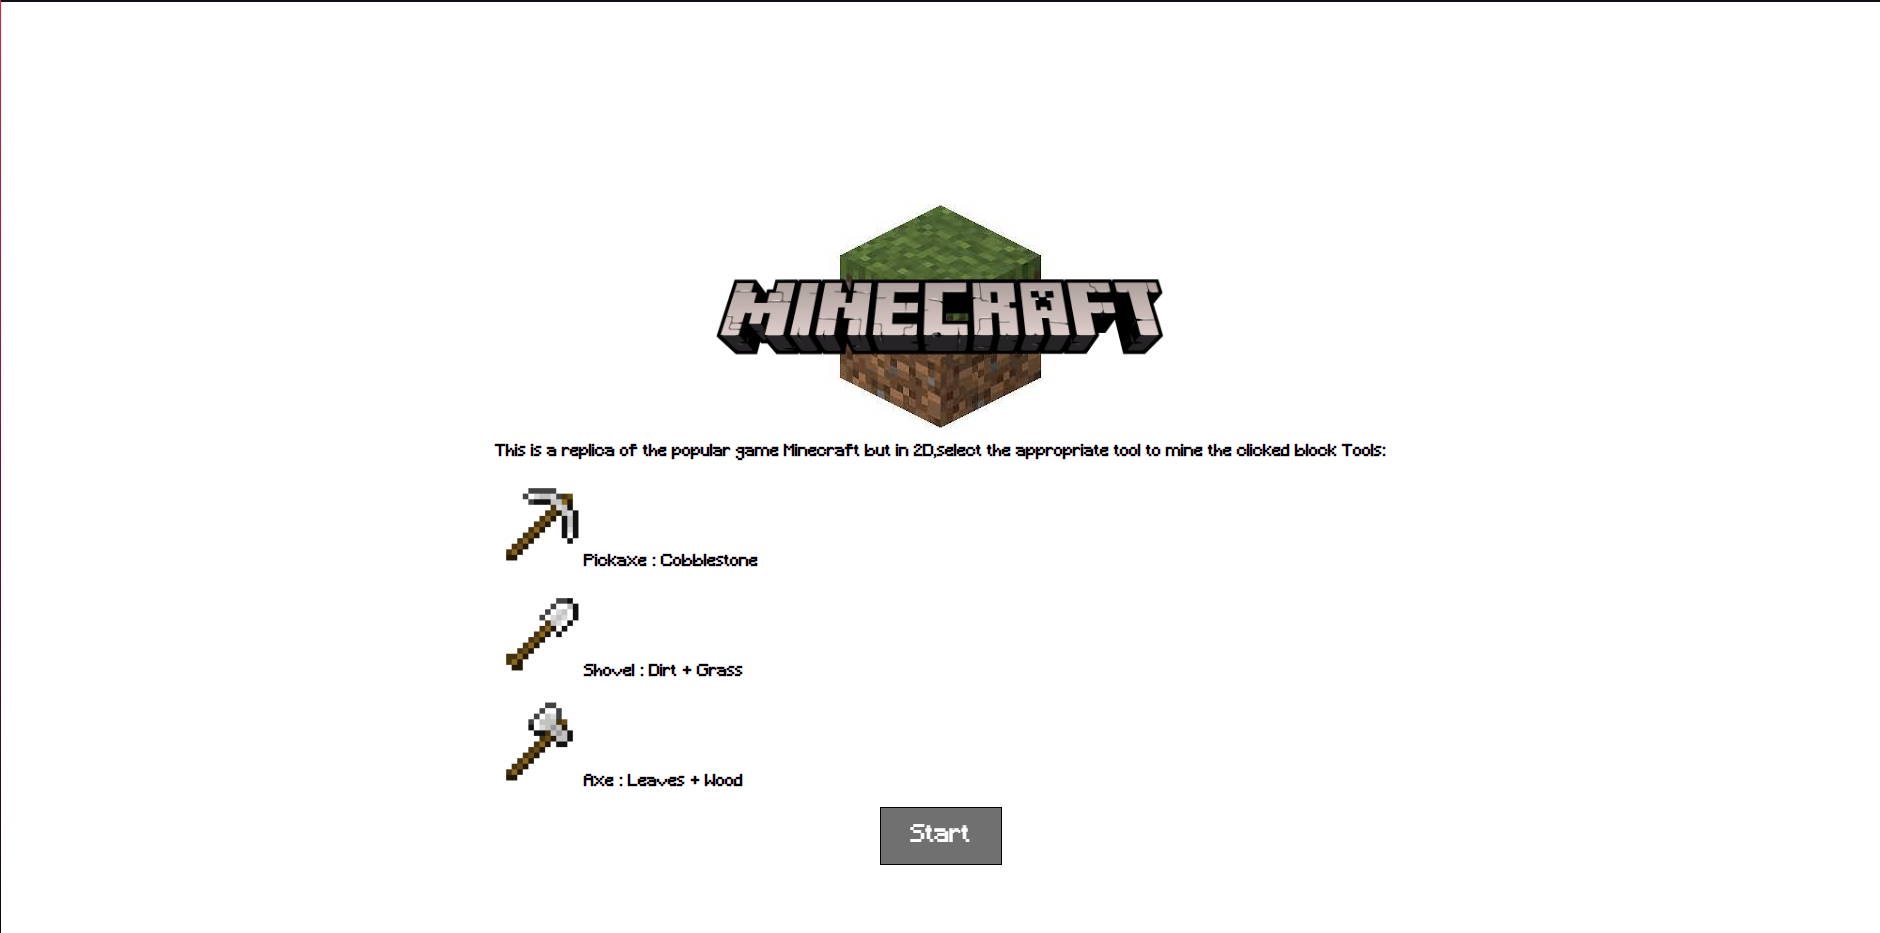 MINECRAFT
This is a replica of the popular game Minecraft but in 2D,select the appropriate tool to mine the clicked block Tools:
Pickaxe : Cobblestone
Shovel : Dirt + Grass
Axe : Leaves + Wood
Start